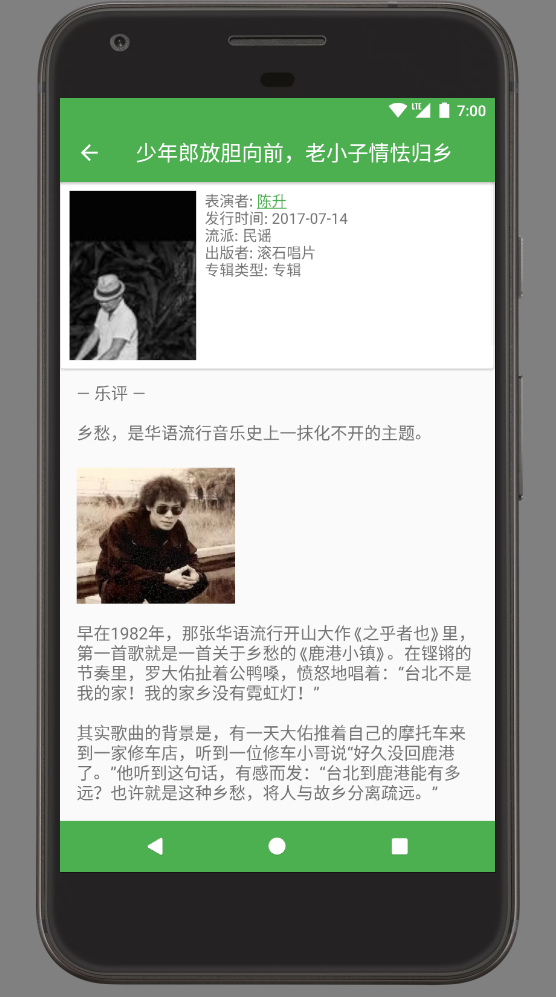 LTE 7:00
少年郎放胆向前，老小子情怯归乡
表演者: 陈升
发行时间: 2017-07-14
流派: 民谣
出版者: 滚石唱片
专辑类型: 专辑
— 乐评 —
乡愁，是华语流行音乐史上一抹化不开的主题。
早在1982年，那张华语流行开山大作《之乎者也》里，
第一首歌就是一首关于乡愁的《鹿港小镇》。在铿锵的
节奏里，罗大佑扯着公鸭嗓，愤怒地唱着：“台北不是
我的家！我的家乡没有霓虹灯！”
其实歌曲的背景是，有一天大佑推着自己的摩托车来
到一家修车店，听到一位修车小哥说“好久没回鹿港
了。”他听到这句话，有感而发：“台北到鹿港能有多
远？也许就是这种乡愁，将人与故乡分离疏远。”